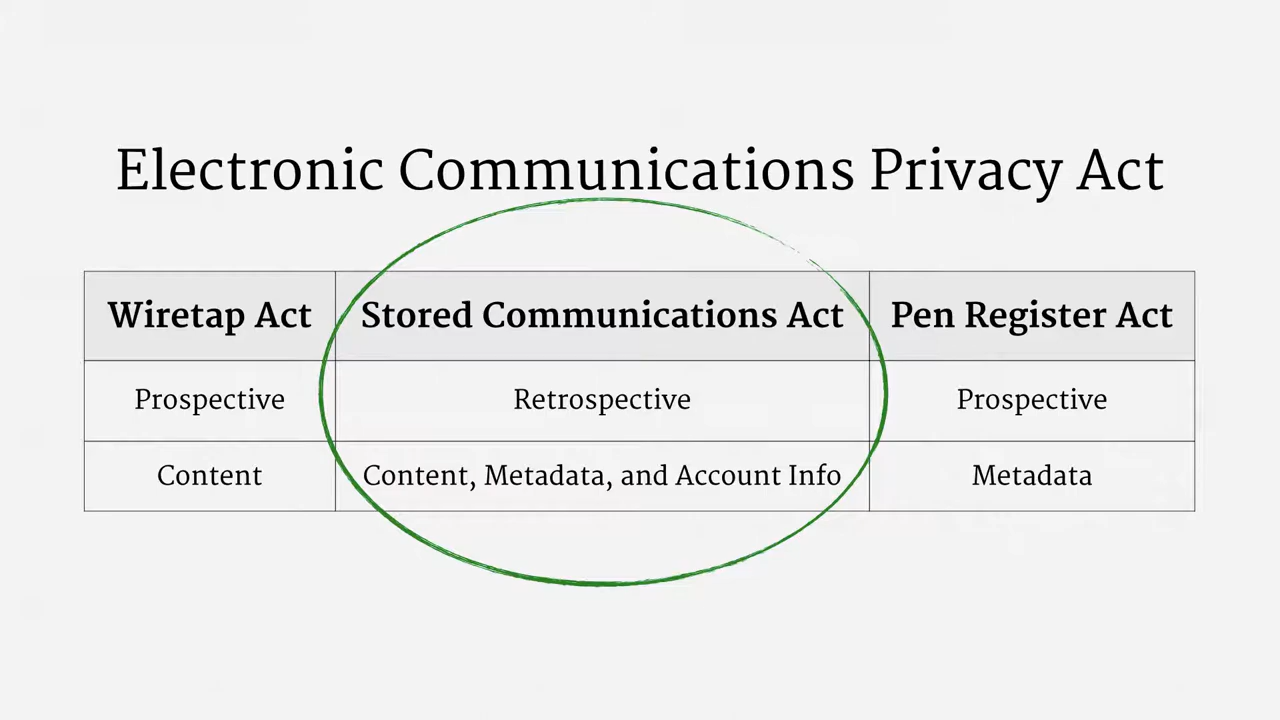 Electronic Communications Privacy Act
Wiretap Act Stored Communications Act Pen Register Act
Prospective Retrospective Prospective
Content Content, Metadata, and Account Info Metadata